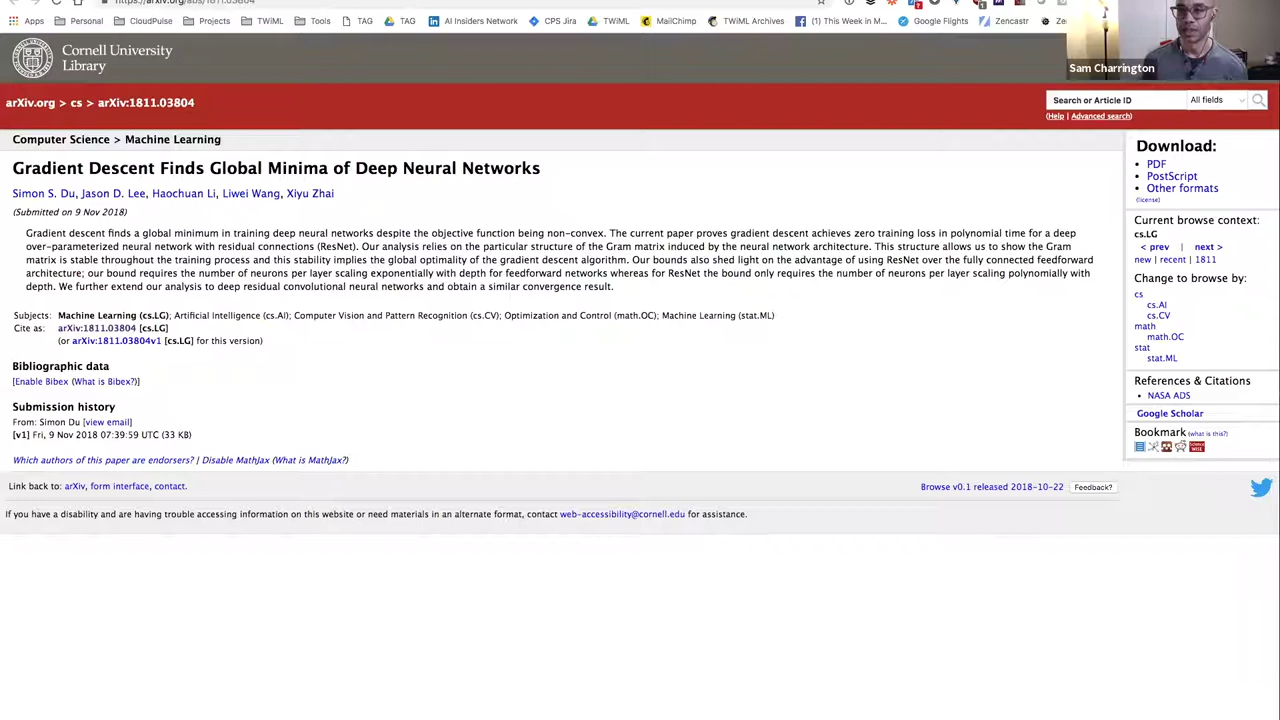 Apps Personal CloudPulse Projects TWiML Tools TAG TAG AI Insiders Network CPS Jira TWiML MailChimp TWiML Archives (1) This Week in M... Google Flights Zencastr
Cornell University
Library
Sam Charrington
arXiv.org > cs > arXiv:1811.03804
Search or Article ID All fields
(Help | Advanced search)
Computer Science > Machine Learning
Gradient Descent Finds Global Minima of Deep Neural Networks
Simon S. Du, Jason D. Lee, Haochuan Li, Liwei Wang, Xiyu Zhai
(Submitted on 9 Nov 2018)
Gradient descent finds a global minimum in training deep neural networks despite the objective function being non-convex. The current paper proves gradient descent achieves zero training loss in polynomial time for a deep
over-parameterized neural network with residual connections (ResNet). Our analysis relies on the particular structure of the Gram matrix induced by the neural network architecture. This structure allows us to show the Gram
matrix is stable throughout the training process and this stability implies the global optimality of the gradient descent algorithm. Our bounds also shed light on the advantage of using ResNet over the fully connected feedforward
architecture; our bound requires the number of neurons per layer scaling exponentially with depth for feedforward networks whereas for ResNet the bound only requires the number of neurons per layer scaling polynomially with
depth. We further extend our analysis to deep residual convolutional neural networks and obtain a similar convergence result.
Subjects: Machine Learning (cs.LG); Artificial Intelligence (cs.AI); Computer Vision and Pattern Recognition (cs.CV); Optimization and Control (math.OC); Machine Learning (stat.ML)
Cite as: arXiv:1811.03804 [cs.LG]
(or arXiv:1811.03804v1 [cs.LG] for this version)
Bibliographic data
[Enable Bibex (What is Bibex?)]
Submission history
From: Simon Du [view email]
[v1] Fri, 9 Nov 2018 07:39:59 UTC (33 KB)
Which authors of this paper are endorsers? | Disable MathJax (What is MathJax?)
Download:
• PDF
• PostScript
• Other formats
(license)
Current browse context:
cs.LG
< prev | next >
new | recent | 1811
Change to browse by:
cs
cs.AI
cs.CV
math
math.OC
stat
stat.ML
References & Citations
• NASA ADS
Google Scholar
Bookmark (what is this?)
Link back to: arXiv, form interface, contact.
Browse v0.1 released 2018-10-22 Feedback?
If you have a disability and are having trouble accessing information on this website or need materials in an alternate format, contact web-accessibility@cornell.edu for assistance.